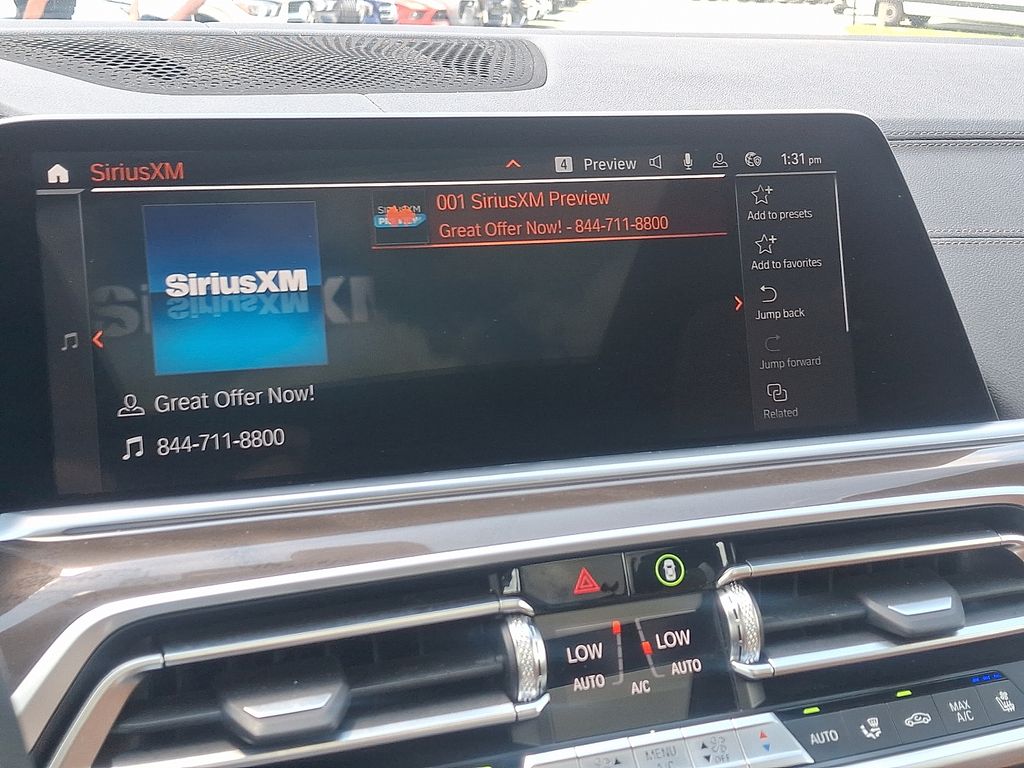 SiriusXM
4 Preview 1:31 pm
SiriusXM
001 SiriusXM Preview
Great Offer Now! - 844-711-8800
Great Offer Now!
844-711-8800
Add to presets
Add to favorites
Jump back
Jump forward
Related
LOW LOW
AUTO A/C AUTO
MENU
A/C
OFF
AUTO
MAX
A/C